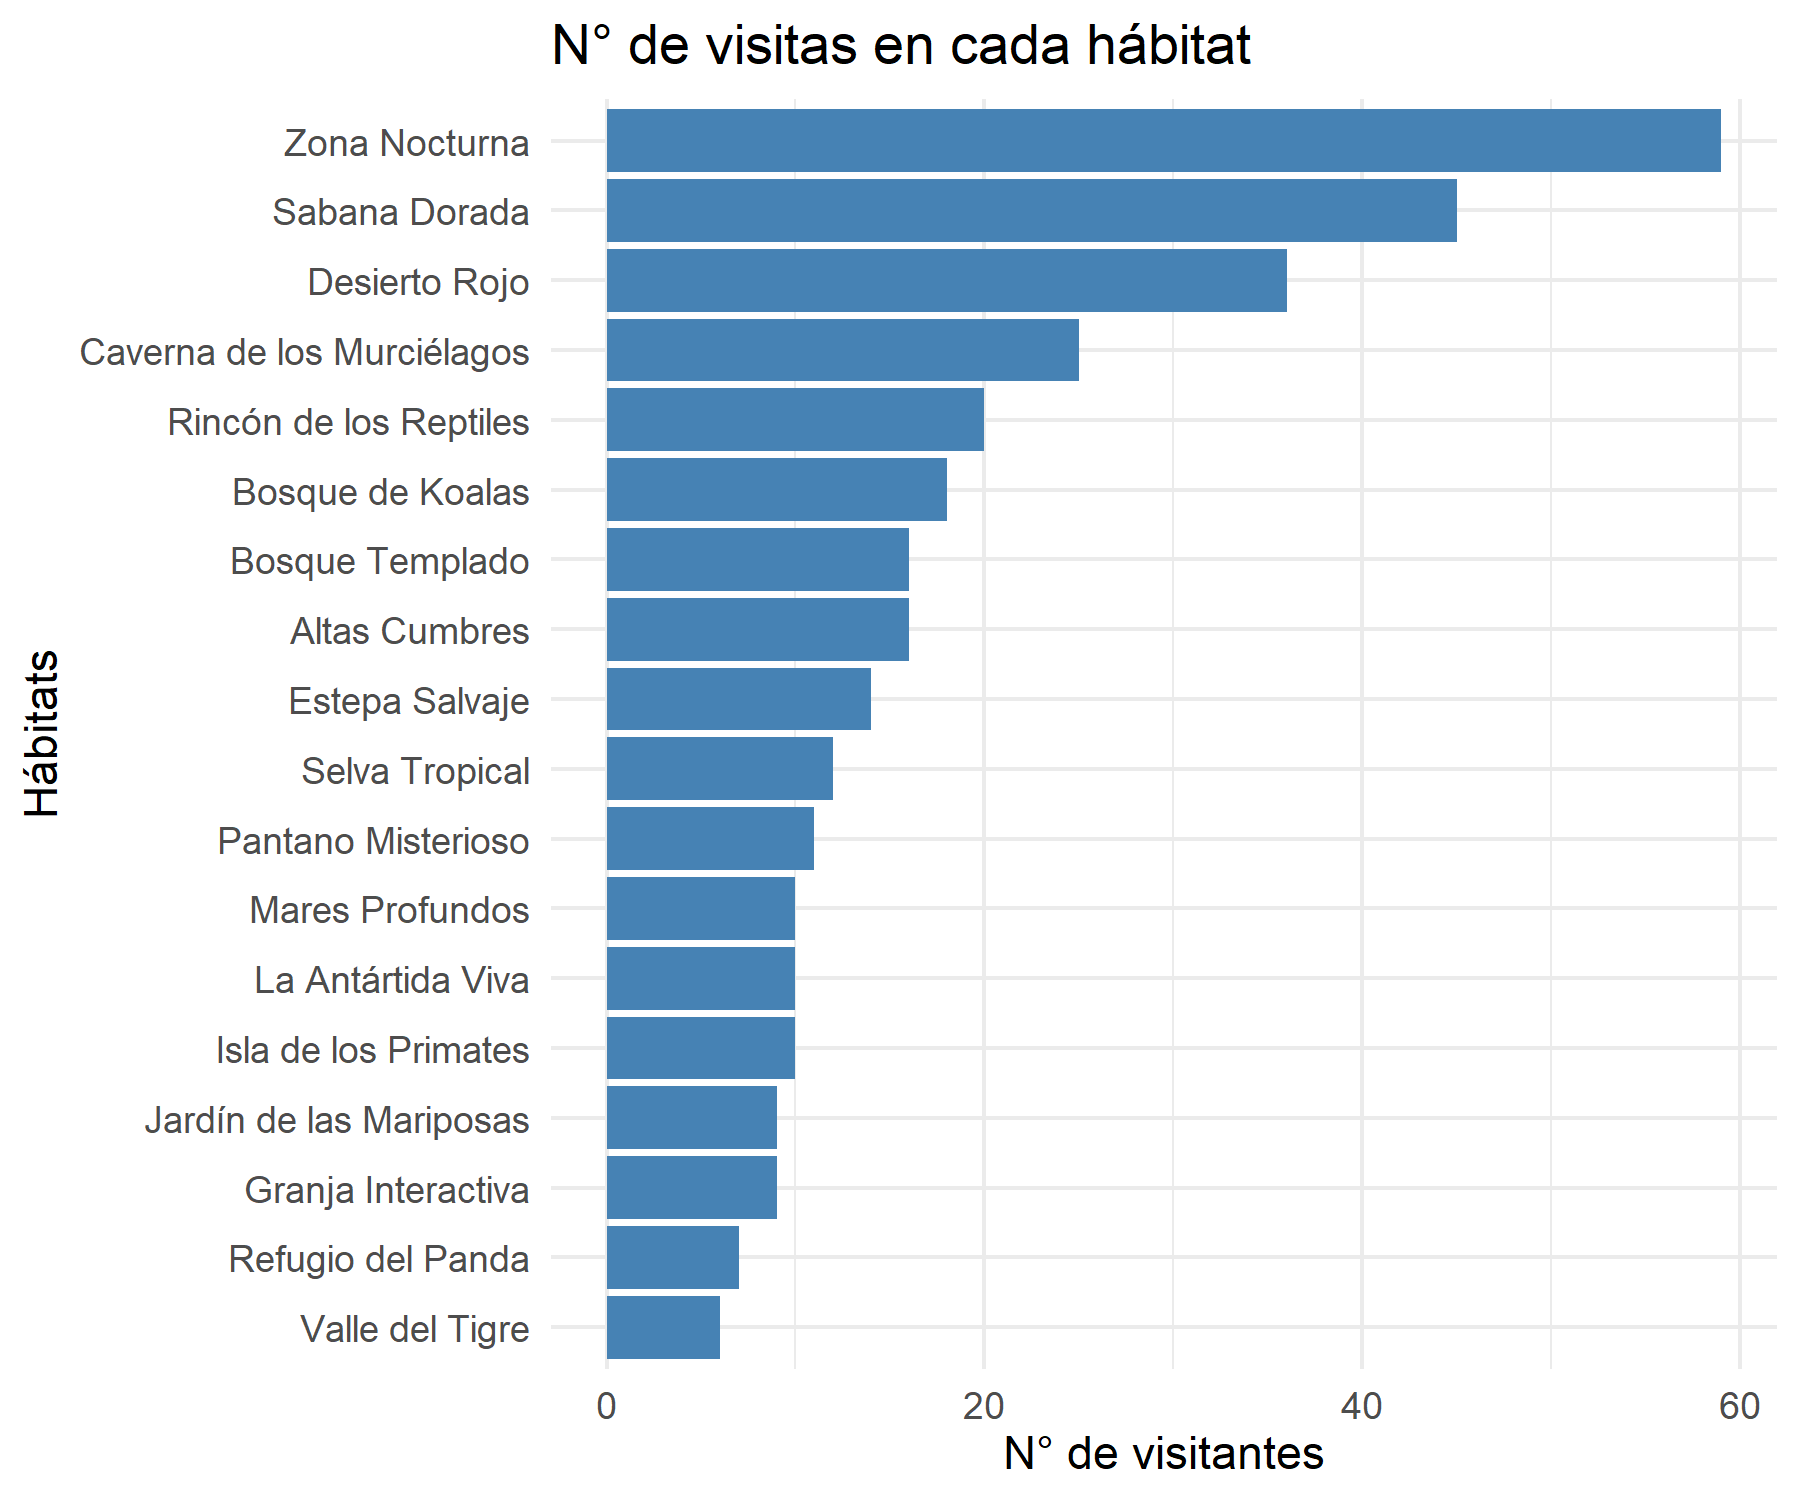 N° de visitas en cada hábitat
Hábitats
Zona Nocturna
Sabana Dorada
Desierto Rojo
Caverna de los Murciélagos
Rincón de los Reptiles
Bosque de Koalas
Bosque Templado
Altas Cumbres
Estepa Salvaje
Selva Tropical
Pantano Misterioso
Mares Profundos
La Antártida Viva
Isla de los Primates
Jardín de las Mariposas
Granja Interactiva
Refugio del Panda
Valle del Tigre
0 20 40 60
N° de visitantes